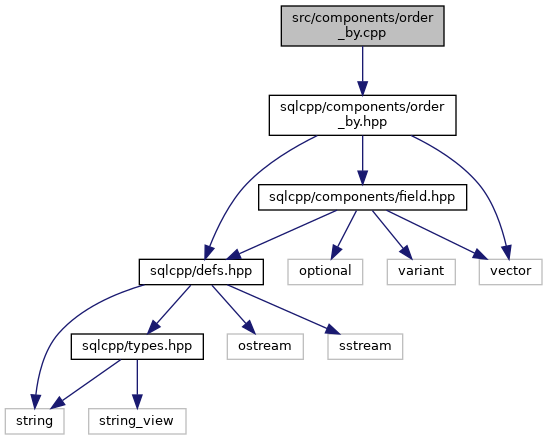 src/components/order
_by.cpp
sqlcpp/components/order
_by.hpp
sqlcpp/components/field.hpp
sqlcpp/defs.hpp
optional
variant
vector
sqlcpp/types.hpp
ostream
sstream
string
string_view